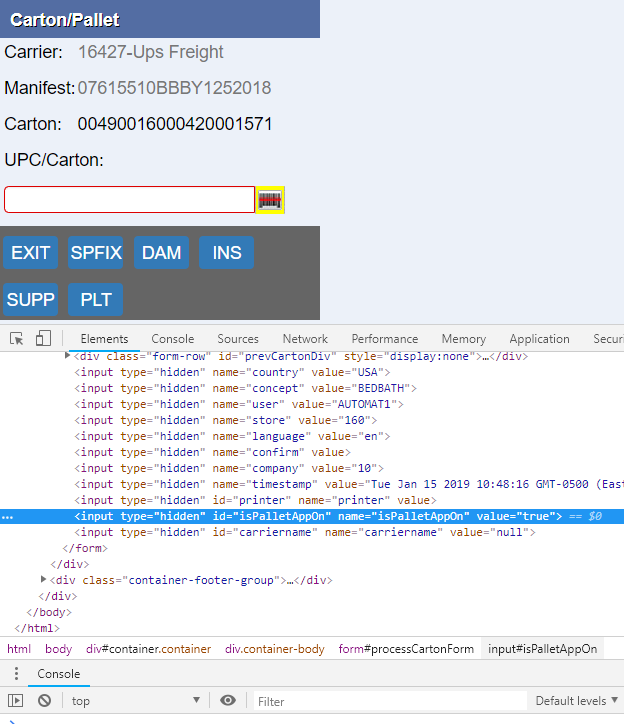 Carton/Pallet
Carrier: 16427-Ups Freight
Manifest: 07615510BBBY1252018
Carton: 00490016000420001571
UPC/Carton:
EXIT SPFIX DAM INS
SUPP PLT
Elements Console Sources Network Performance Memory Application Securi
<div class="form-row" id="prevCartonDiv" style="display:none">…</div>
<input type="hidden" name="country" value="USA">
<input type="hidden" name="concept" value="BEDBATH">
<input type="hidden" name="user" value="AUTOMAT1">
<input type="hidden" name="store" value="160">
<input type="hidden" name="language" value="en">
<input type="hidden" name="confirm" value>
<input type="hidden" name="company" value="10">
<input type="hidden" name="timestamp" value="Tue Jan 15 2019 10:48:16 GMT-0500 (East
<input type="hidden" id="printer" name="printer" value>
… <input type="hidden" id="isPalletAppOn" name="isPalletAppOn" value="true"> == $0
<input type="hidden" id="carriername" name="carriername" value="null">
</form>
</div>
<div class="container-footer-group">…</div>
</div>
</body>
</html>
html body div#container.container div.container-body form#processCartonForm input#isPalletAppOn
Console
top Filter Default levels